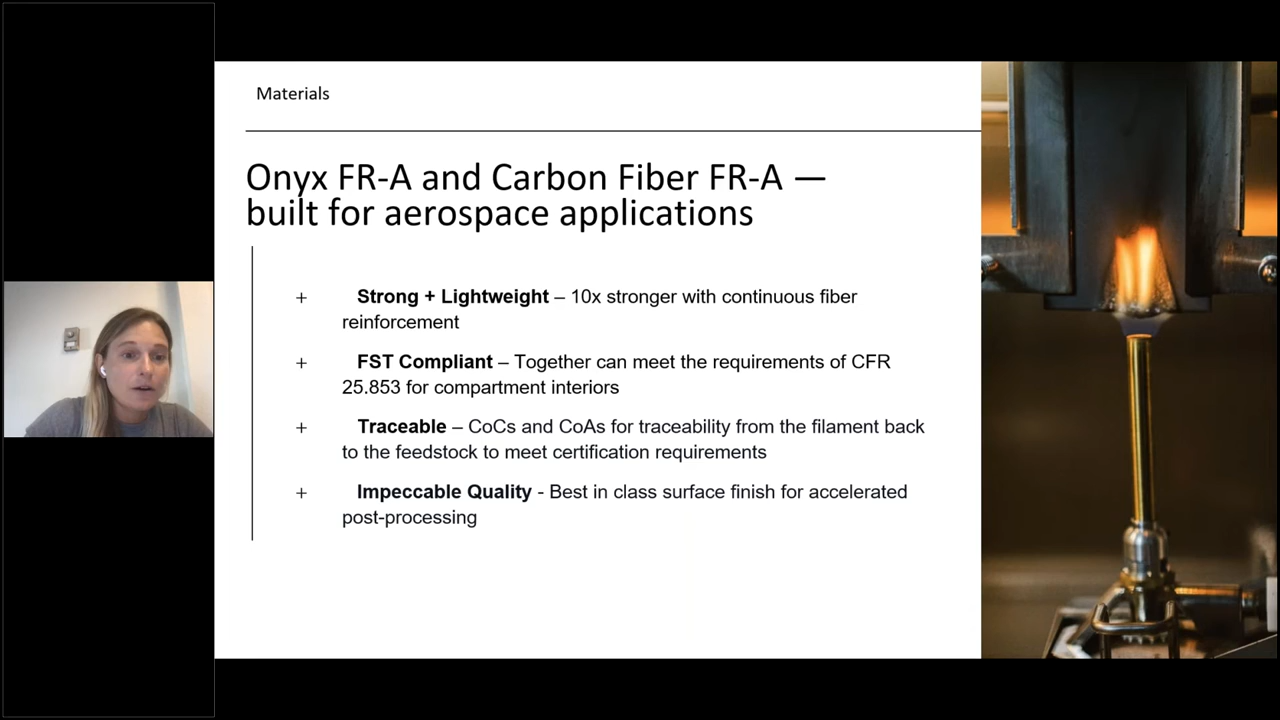 Materials
Onyx FR-A and Carbon Fiber FR-A —
built for aerospace applications
+ Strong + Lightweight – 10x stronger with continuous fiber
reinforcement
+ FST Compliant – Together can meet the requirements of CFR
25.853 for compartment interiors
+ Traceable – CoCs and CoAs for traceability from the filament back
to the feedstock to meet certification requirements
+ Impeccable Quality - Best in class surface finish for accelerated
post-processing